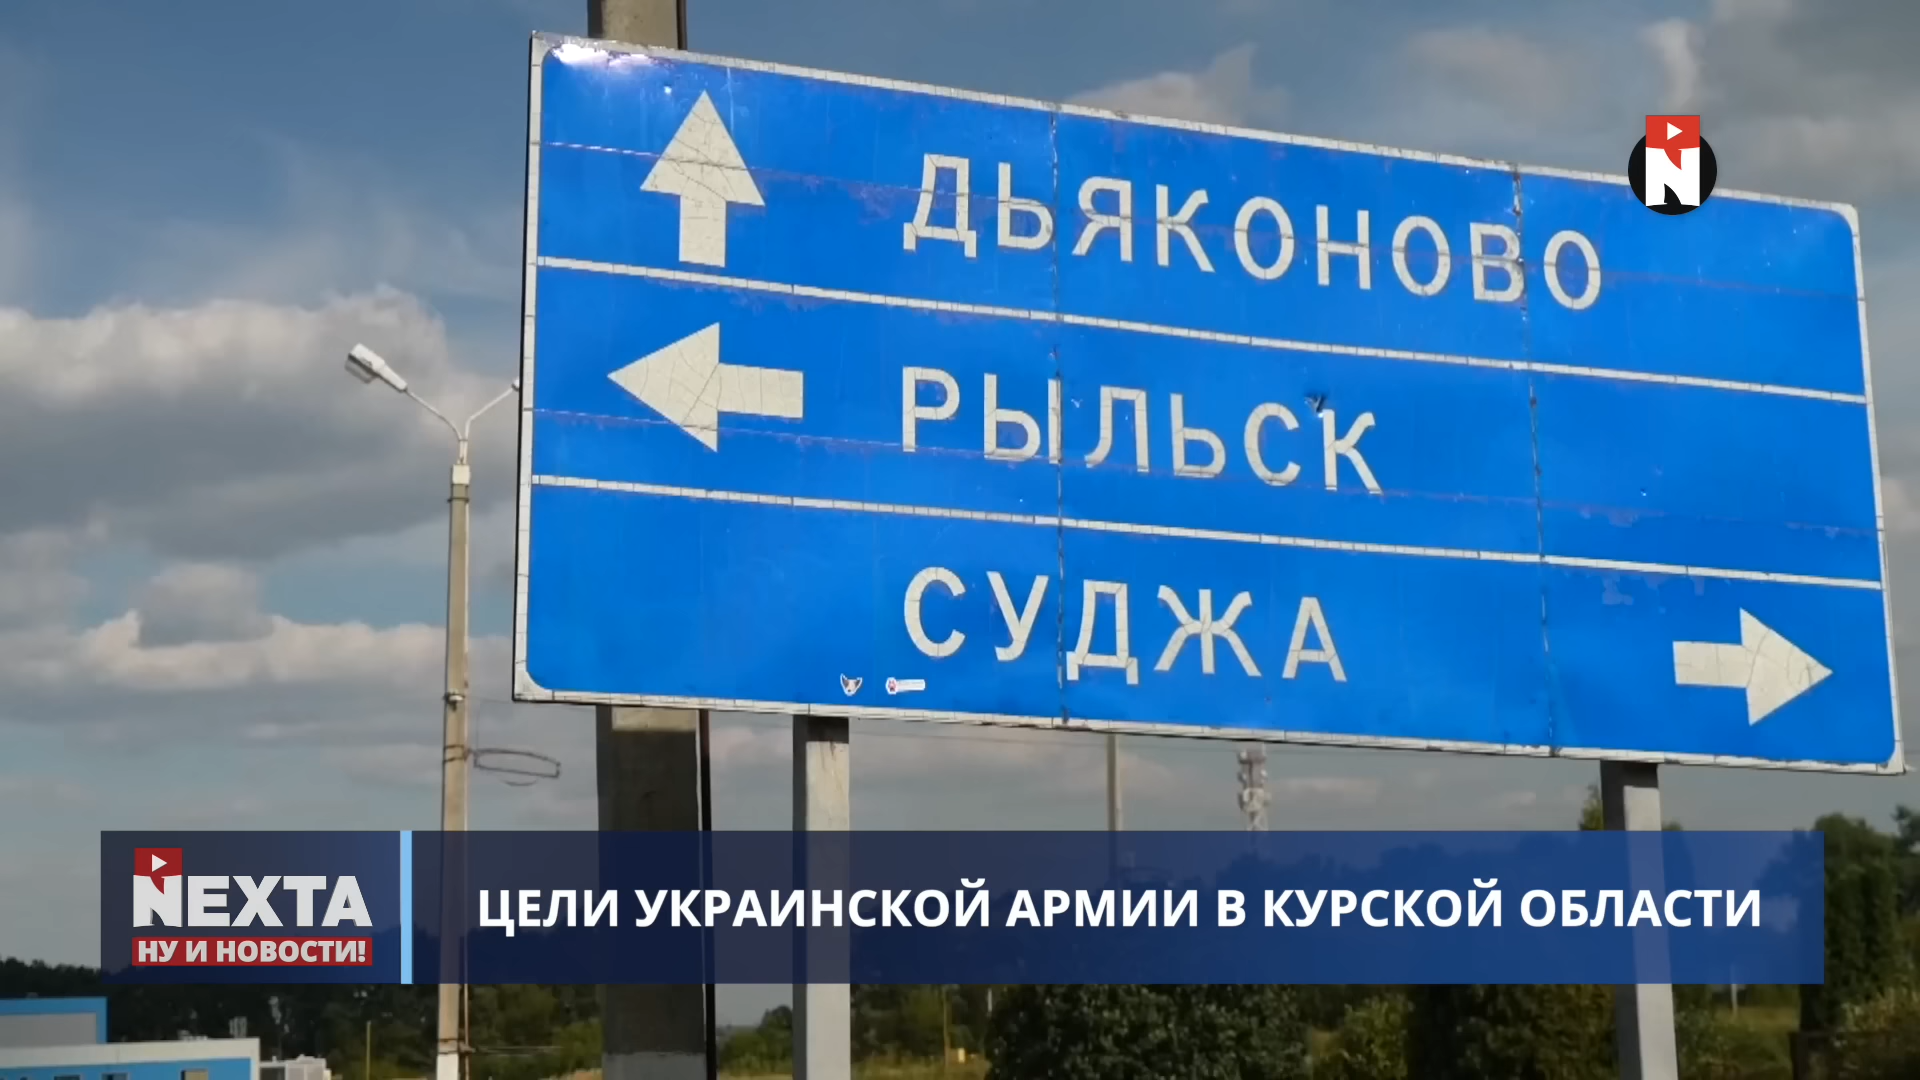 ДЬЯКОНОВО
РЫЛЬСК
СУДЖА
N
NEXTA
НУ И НОВОСТИ!
ЦЕЛИ УКРАИНСКОЙ АРМИИ В КУРСКОЙ ОБЛАСТИ